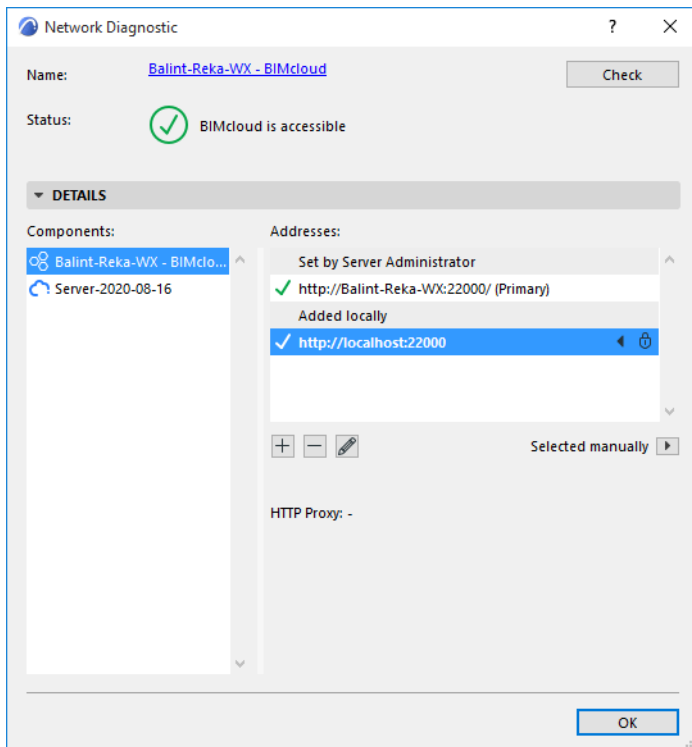 Network Diagnostic
Name: Balint-Reka-WX - BIMcloud Check
Status: BIMcloud is accessible
DETAILS
Components: Addresses:
Balint-Reka-WX - BIMclo... Set by Server Administrator
Server-2020-08-16 http://Balint-Reka-WX:22000/ (Primary)
Added locally
http://localhost:22000
Selected manually
HTTP Proxy: -
OK